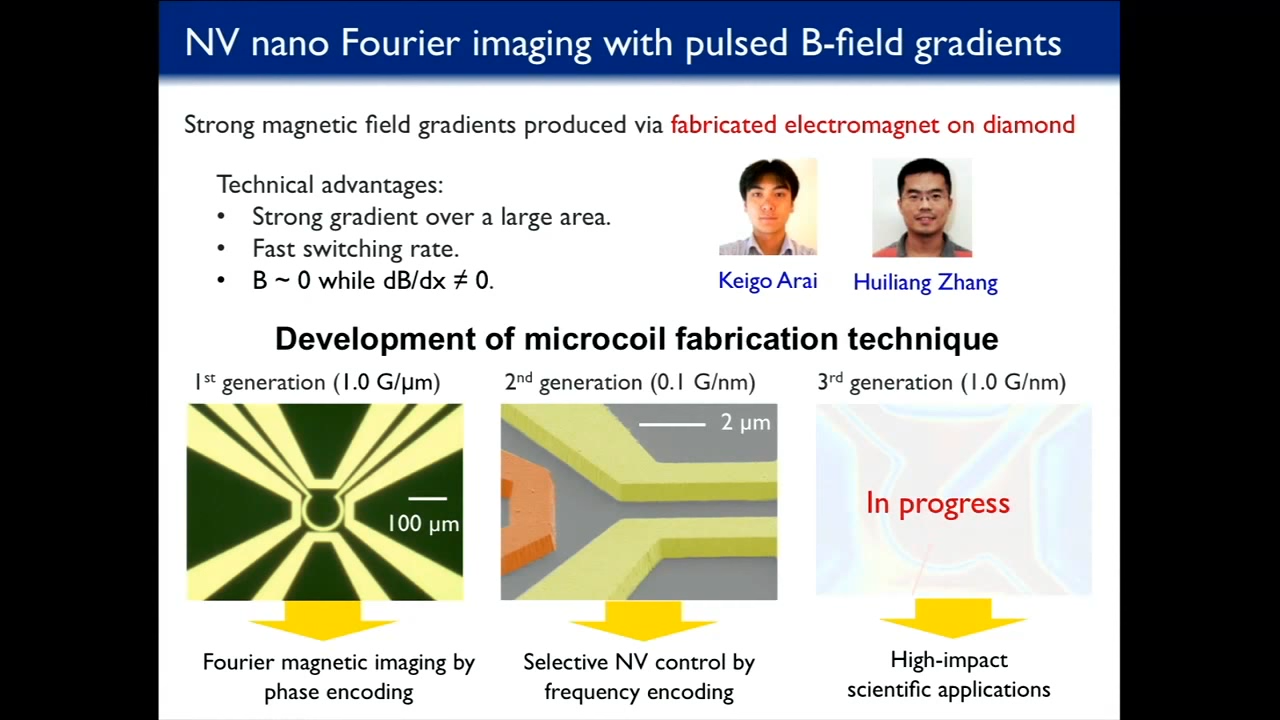 NV nano Fourier imaging with pulsed B-field gradients
Strong magnetic field gradients produced via fabricated electromagnet on diamond
Technical advantages:
• Strong gradient over a large area.
• Fast switching rate.
• B ~ 0 while dB/dx ≠ 0.
Keigo Arai
Huiliang Zhang
Development of microcoil fabrication technique
1st generation (1.0 G/μm)
2nd generation (0.1 G/nm)
3rd generation (1.0 G/nm)
100 μm
2 μm
In progress
Fourier magnetic imaging by
phase encoding
Selective NV control by
frequency encoding
High-impact
scientific applications